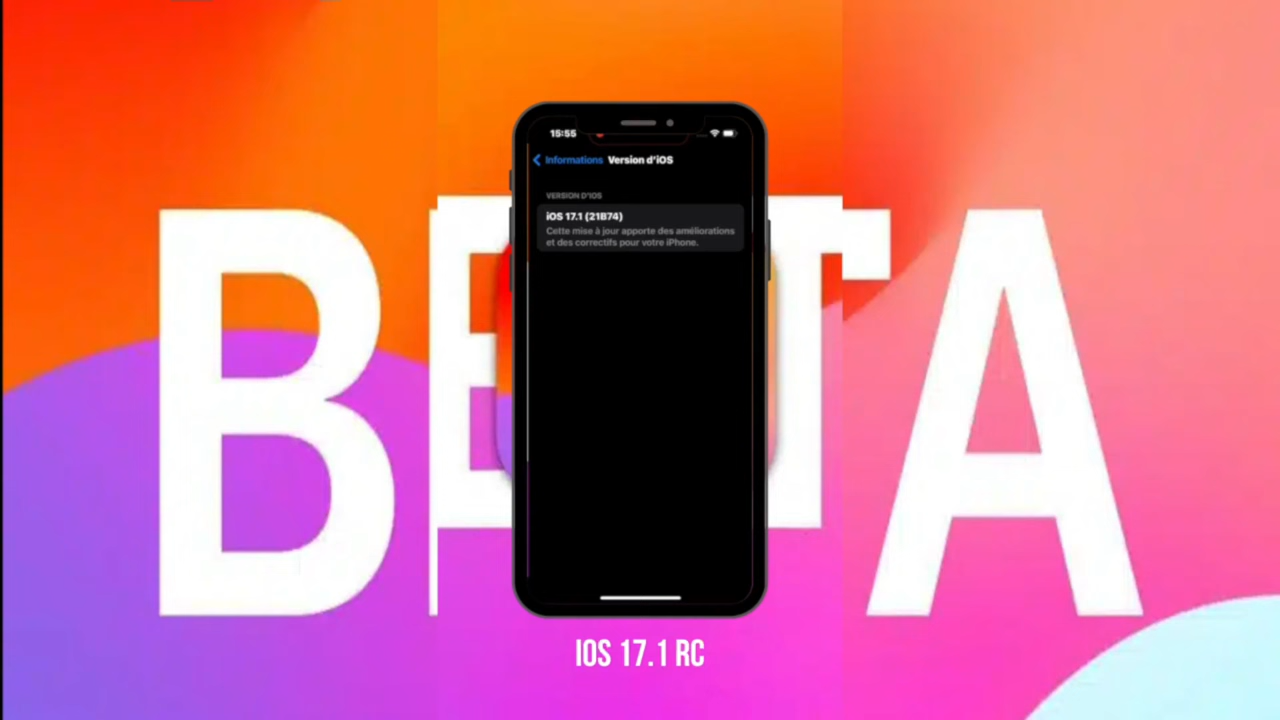 BETA
15:55
Informations Version d'iOS
VERSION D'IOS
iOS 17.1 (21B74)
Cette mise à jour apporte des améliorations
et des correctifs pour votre iPhone.
IOS 17.1 RC